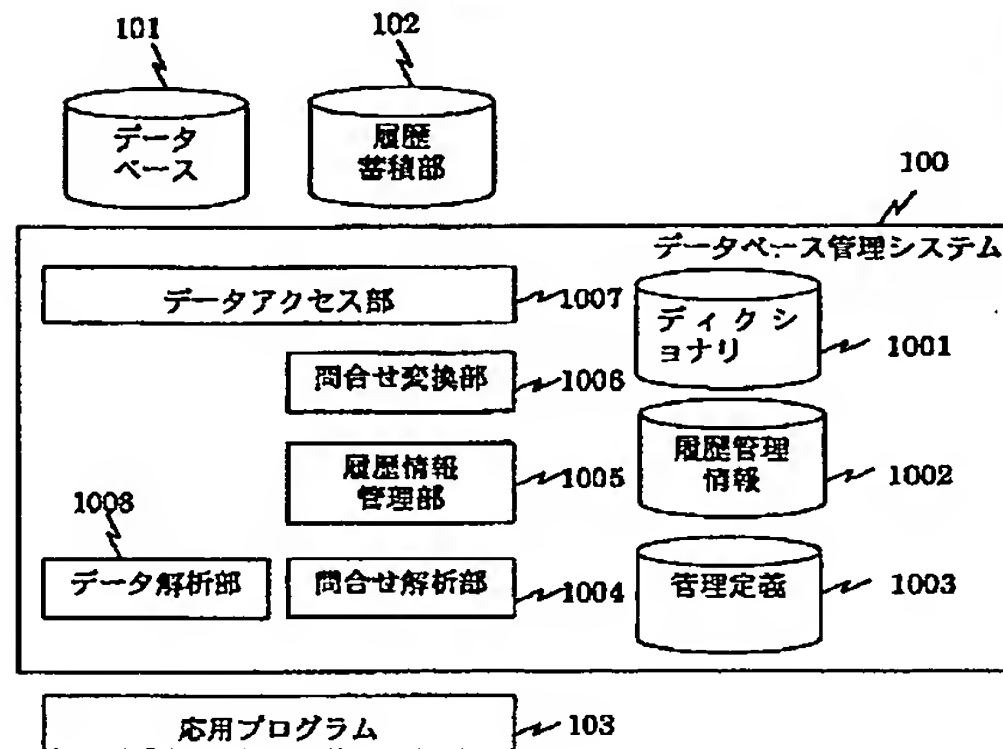 101
102
データ
ベース
履歴
蓄積部
100
データベース管理システム
データアクセス部
1007
ディクシ
ョナリ
1001
問合せ変換部
1006
履歴管理
情報
1002
履歴情報
管理部
1005
1008
データ解析部
問合せ解析部
1004
管理定義
1003
応用プログラム
103